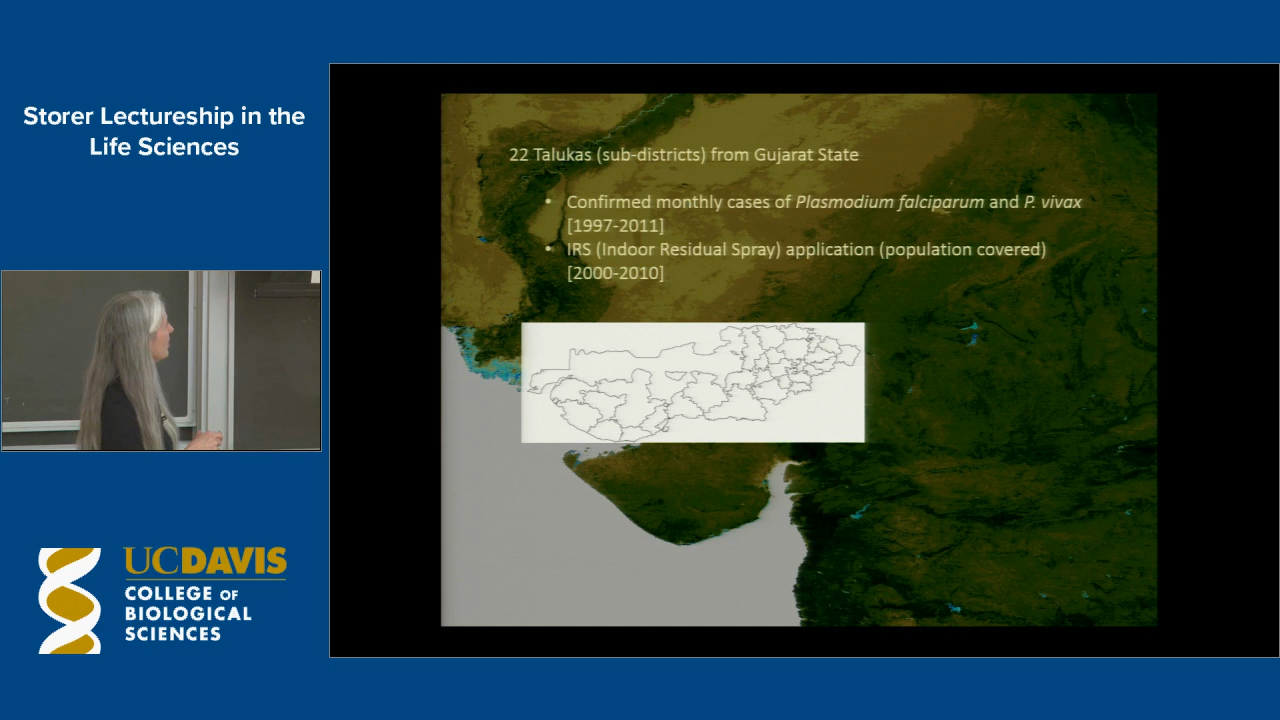 Storer Lectureship in the
Life Sciences
22 Talukas (sub-districts) from Gujarat State
• Confirmed monthly cases of Plasmodium falciparum and P. vivax
[1997-2011]
• IRS (Indoor Residual Spray) application (population covered)
[2000-2010]
UCDAVIS
COLLEGE OF
BIOLOGICAL
SCIENCES